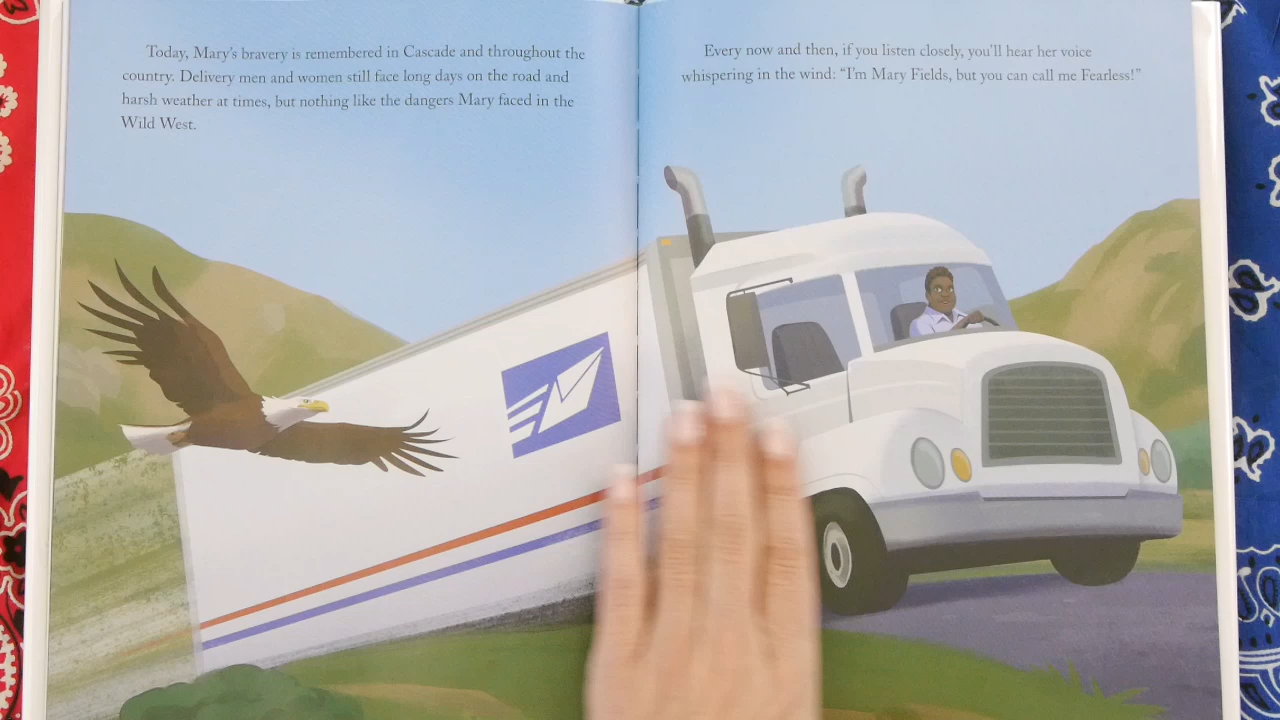 Today, Mary's bravery is remembered in Cascade and throughout the
country. Delivery men and women still face long days on the road and
harsh weather at times, but nothing like the dangers Mary faced in the
Wild West.
Every now and then, if you listen closely, you'll hear her voice
whispering in the wind: “I'm Mary Fields, but you can call me Fearless!”